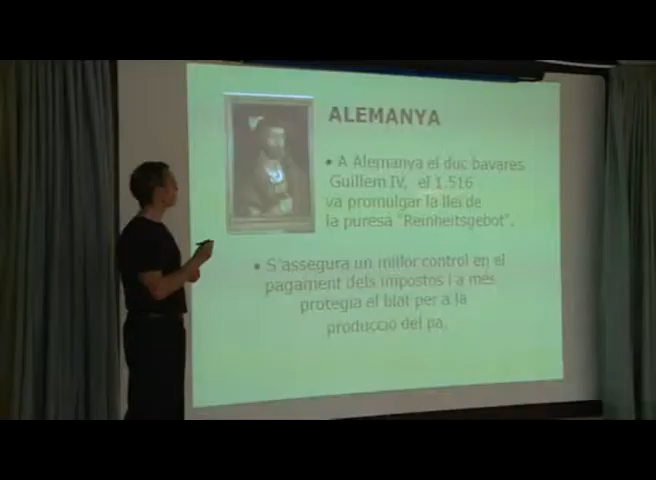 ALEMANYA
• A Alemanya el duc bavares
Guillem IV, el 1.516
va promulgar la llei de
la puresa "Reinheitsgebot".
• S'assegura un millor control en el
pagament dels impostos i a més
protegia el blat per a la
producció del pa.